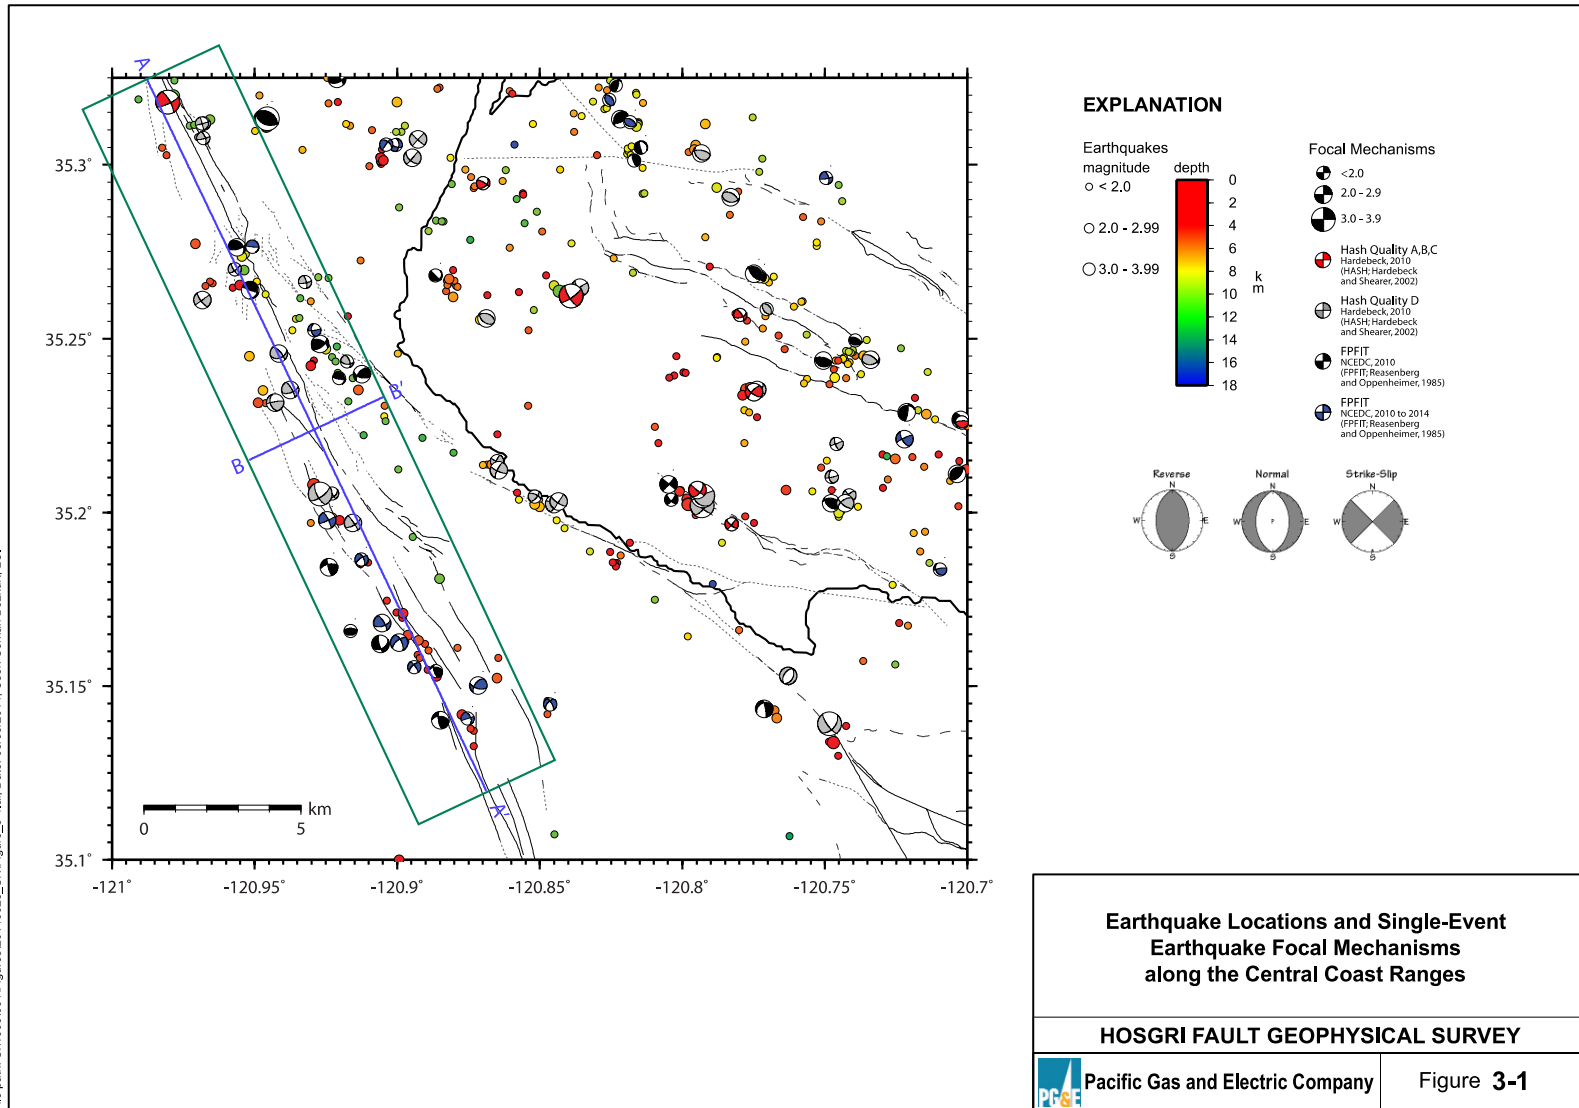 A
35.3°
35.25°
35.2°
35.15°
35.1°
B
B'
A'
km
0
5
-121°
-120.95°
-120.9°
-120.85°
-120.8°
-120.75°
-120.7°
EXPLANATION
Earthquakes
magnitude
depth
< 2.0
2.0 - 2.99
3.0 - 3.99
0
2
4
6
8
10
12
14
16
18
k
m
Focal Mechanisms
<2.0
2.0 - 2.9
3.0 - 3.9
Hash Quality A,B,C
Hardebeck, 2010
(HASH; Hardebeck
and Shearer, 2002)
Hash Quality D
Hardebeck, 2010
(HASH; Hardebeck
and Shearer, 2002)
FPFIT
NCEDC, 2010
(FPFIT; Reasenberg
and Oppenheimer, 1985)
FPFIT
NCEDC, 2010 to 2014
(FPFIT; Reasenberg
and Oppenheimer, 1985)
Reverse
N
W
E
S
Normal
N
W
P
E
S
Strike-Slip
N
W
E
S
Earthquake Locations and Single-Event
Earthquake Focal Mechanisms
along the Central Coast Ranges
HOSGRI FAULT GEOPHYSICAL SURVEY
PG&E
Pacific Gas and Electric Company
Figure 3-1